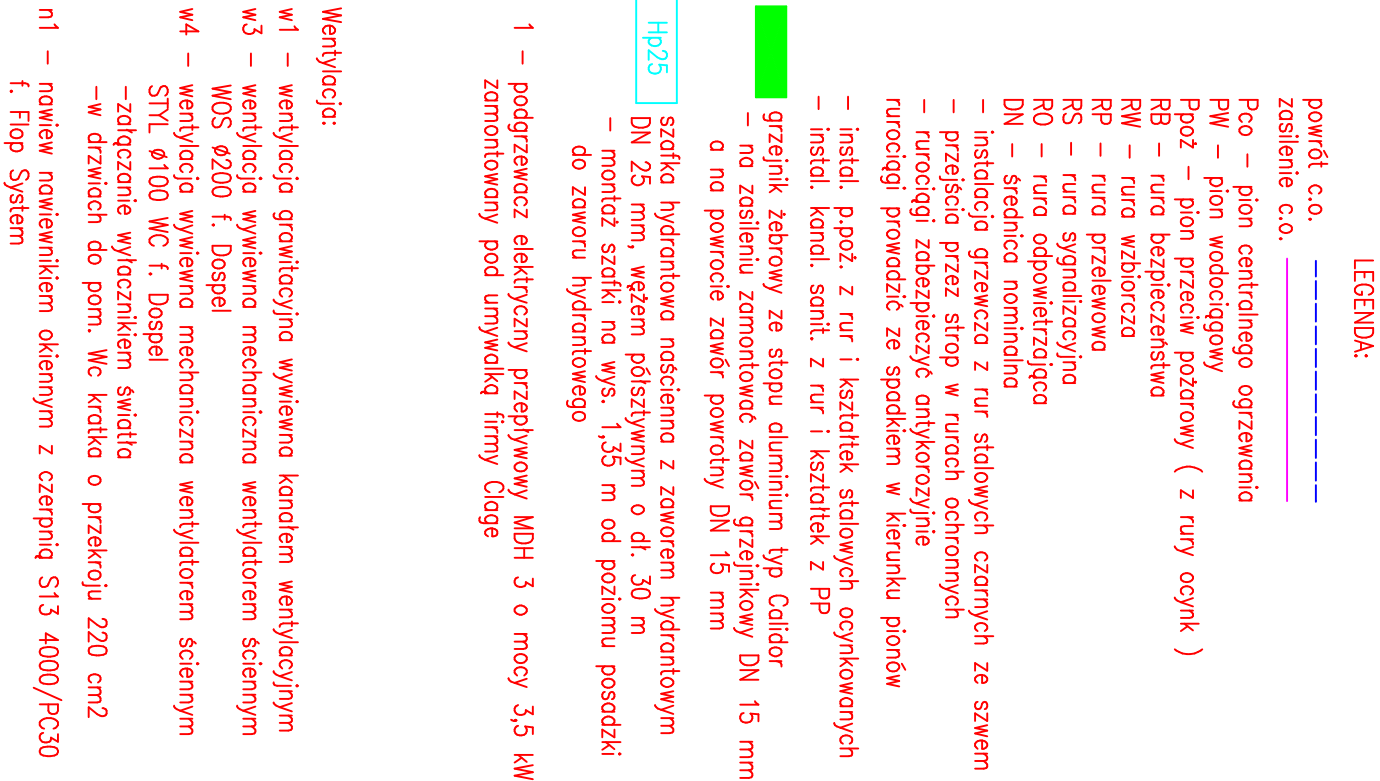 LEGENDA:
powrót c.o.
zasilenie c.o.
Pco – pion centralnego ogrzewania
PW – pion wodociągowy
Ppoż – pion przeciw pożarowy ( z rury ocynk )
RB – rura bezpieczeństwa
RW – rura wzbiorcza
RP – rura przelewowa
RS – rura sygnalizacyjna
RO – rura odpowietrzająca
DN – średnica nominalna
– instalacja grzewcza z rur stalowych czarnych ze szwem
– przejścia przez strop w rurach ochronnych
– rurociągi zabezpieczyć antykorozyjnie
rurociągi prowadzić ze spadkiem w kierunku pionów
– instal. p.poż. z rur i kształtek stalowych ocynkowanych
– instal. kanal. sanit. z rur i kształtek z PP
grzejnik żebrowy ze stopu aluminium typ Calidor
– na zasileniu zamontować zawór grzejnikowy DN 15 mm
a na powrocie zawór powrotny DN 15 mm
Hp25
szafka hydrantowa naścienna z zaworem hydrantowym
DN 25 mm, wężem półsztywnym o dł. 30 m
– montaż szafki na wys. 1,35 m od poziomu posadzki
do zaworu hydrantowego
1 – podgrzewacz elektryczny przepływowy MDH 3 o mocy 3,5 kW
zamontowany pod umywalką firmy Clage
Wentylacja:
w1 – wentylacja grawitacyjna wywiewna kanałem wentylacyjnym
w3 – wentylacja wywiewna mechaniczna wentylatorem ściennym
WOS ø200 f. Dospel
w4 – wentylacja wywiewna mechaniczna wentylatorem ściennym
STYL ø100 WC f. Dospel
–załączanie wyłacznikiem światła
–w drzwiach do pom. Wc kratka o przekroju 220 cm2
n1 – nawiew nawiewnikiem okiennym z czerpnią S13 4000/PC30
f. Flop System